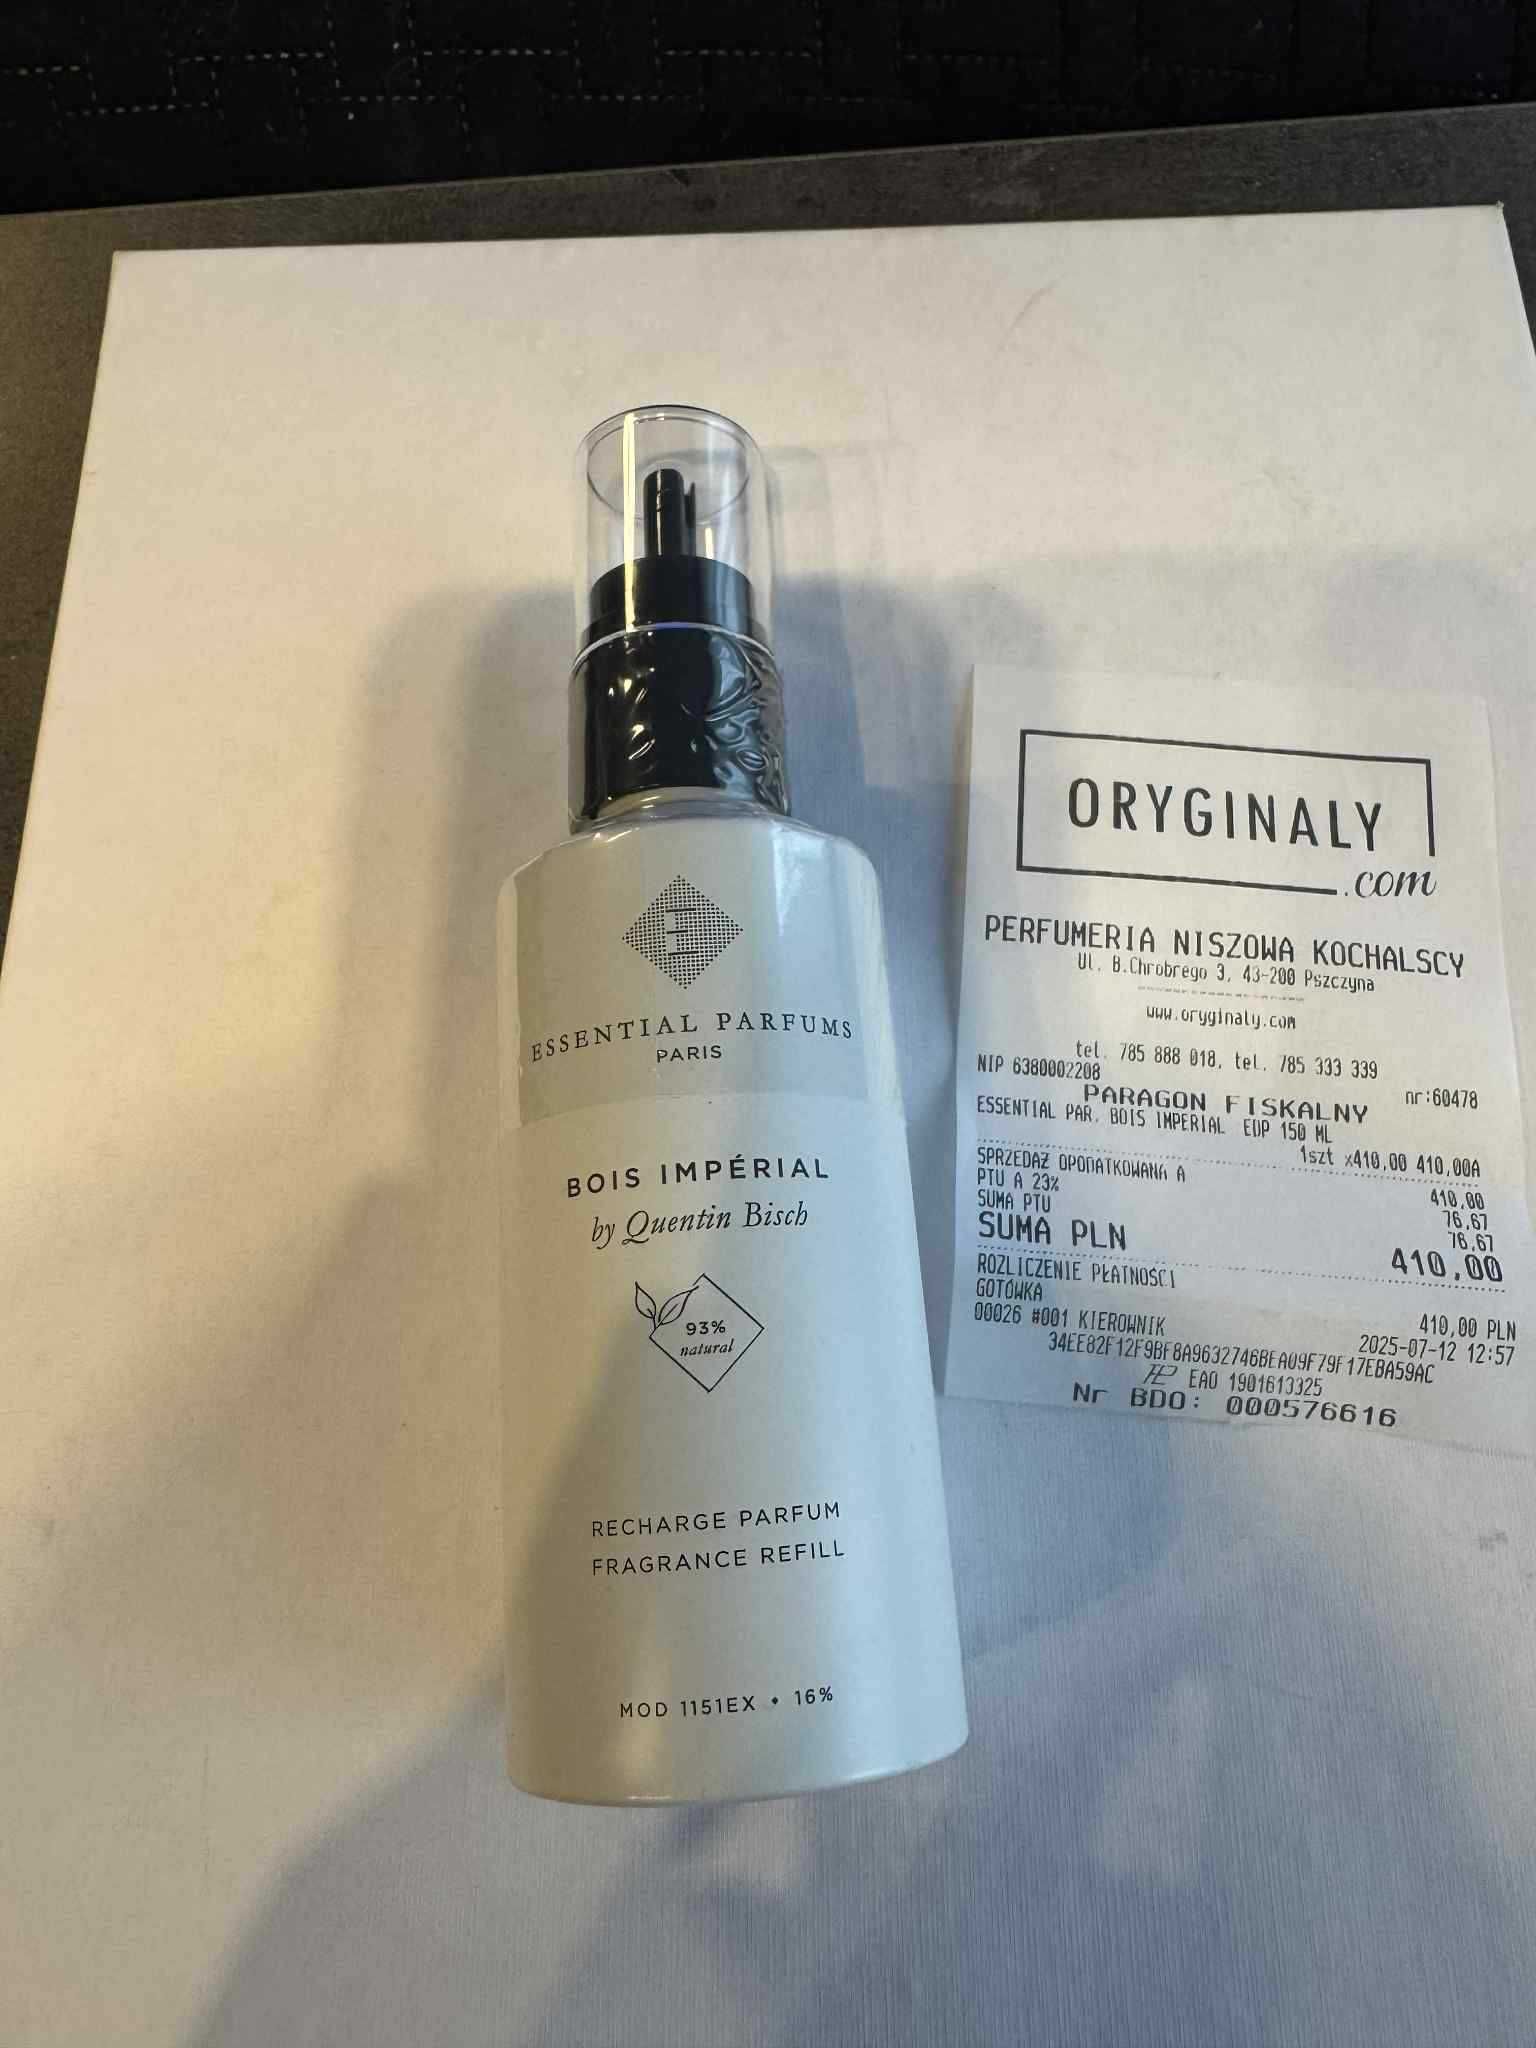 E
ESSENTIAL PARFUMS
PARIS
BOIS IMPÉRIAL
by Quentin Bisch
93%
natural
RECHARGE PARFUM
FRAGRANCE REFILL
MOD 1151EX • 16%
ORYGINALY
.com
PERFUMERIA NISZOWA KOCHALSCY
Ul. B.Chrobrego 3, 43-200 Pszczyna
www.oryginaly.com
tel. 785 888 018, tel. 785 333 339
NIP 6380002208 nr:60478
PARAGON FISKALNY
ESSENTIAL PAR. BOIS IMPERIAL EDP 150 ML
1szt x410,00 410,00A
SPRZEDAŻ OPODATKOWANA A 410,00
PTU A 23% 76,67
SUMA PTU 76,67
SUMA PLN 410,00
ROZLICZENIE PŁATNOŚCI
GOTÓWKA 410,00 PLN
00026 #001 KIEROWNIK 2025-07-12 12:57
34EE82F12F9BF8A9632746BEA09F79F17EBA59AC
EAO 1901613325
Nr BDO: 000576616